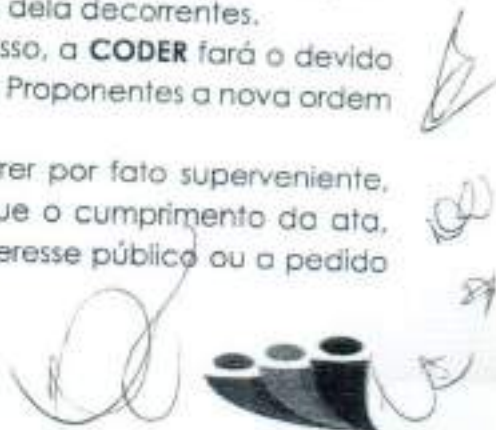 dela decorrentes.
sso, a CODER fará o devido
Proponentes a nova ordem
rer por fato superveniente,
ue o cumprimento da ata,
eresse público ou a pedido